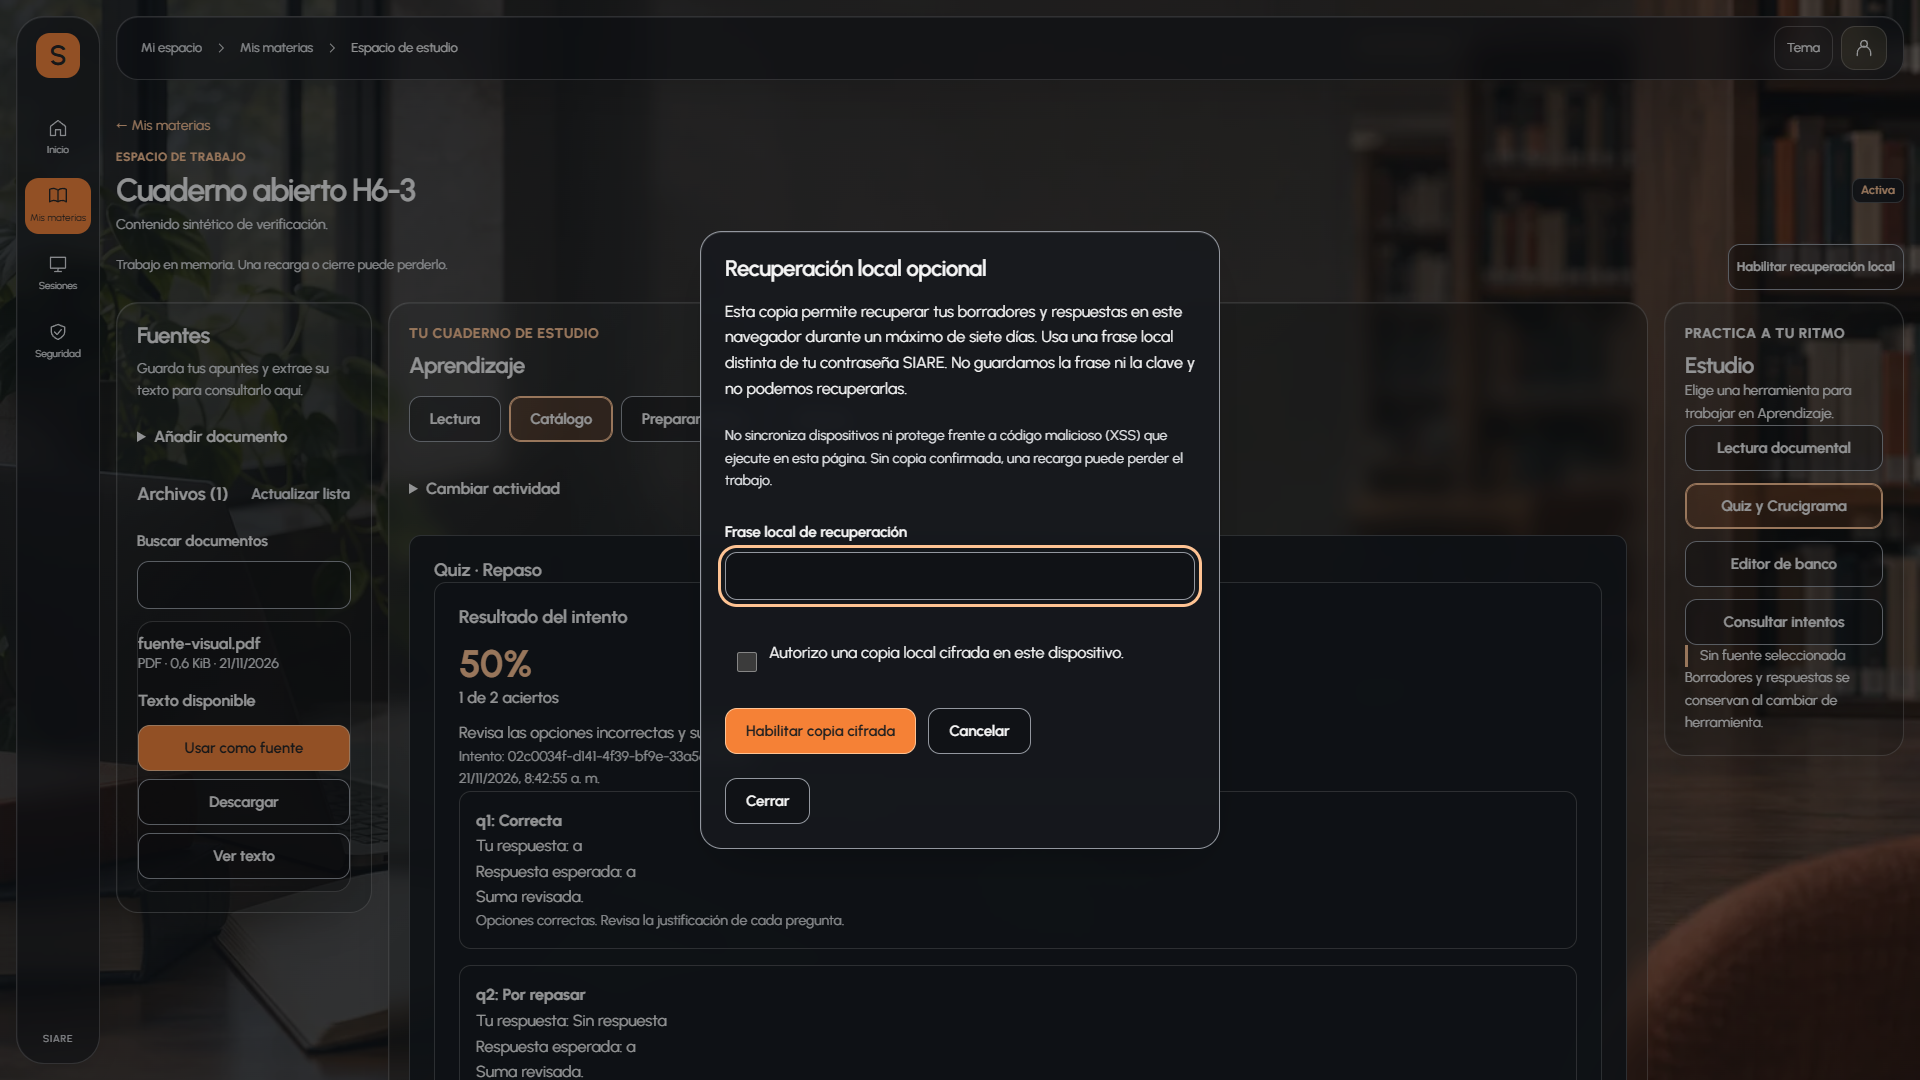 S
Mi espacio > Mis materias > Espacio de estudio
Tema
Inicio
Mis materias
Sesiones
Seguridad
SIARE
← Mis materias
ESPACIO DE TRABAJO
Cuaderno abierto H6-3
Contenido sintético de verificación.
Activa
Trabajo en memoria. Una recarga o cierre puede perderlo.
Habilitar recuperación local
Fuentes
Guarda tus apuntes y extrae su
texto para consultarlo aquí.
Añadir documento
Archivos (1) Actualizar lista
Buscar documentos
fuente-visual.pdf
PDF · 0,6 KiB · 21/11/2026
Texto disponible
Usar como fuente
Descargar
Ver texto
TU CUADERNO DE ESTUDIO
Aprendizaje
Lectura
Catálogo
Preparar
Cambiar actividad
Quiz · Repaso
Resultado del intento
50%
1 de 2 aciertos
Revisa las opciones incorrectas y
Intento: 02c0034f-d141-4f39-bf9e-33a5
21/11/2026, 8:42:55 a. m.
q1: Correcta
Tu respuesta: a
Respuesta esperada: a
Suma revisada.
Opciones correctas. Revisa la justificación de cada pregunta.
q2: Por repasar
Tu respuesta: Sin respuesta
Respuesta esperada: a
Suma revisada.
Recuperación local opcional
Esta copia permite recuperar tus borradores y respuestas en este
navegador durante un máximo de siete días. Usa una frase local
distinta de tu contraseña SIARE. No guardamos la frase ni la clave y
no podemos recuperarlas.
No sincroniza dispositivos ni protege frente a código malicioso (XSS) que
ejecute en esta página. Sin copia confirmada, una recarga puede perder el
trabajo.
Frase local de recuperación
Autorizo una copia local cifrada en este dispositivo.
Habilitar copia cifrada
Cancelar
Cerrar
PRACTICA A TU RITMO
Estudio
Elige una herramienta para
trabajar en Aprendizaje.
Lectura documental
Quiz y Crucigrama
Editor de banco
Consultar intentos
Sin fuente seleccionada
Borradores y respuestas se
conservan al cambiar de
herramienta.